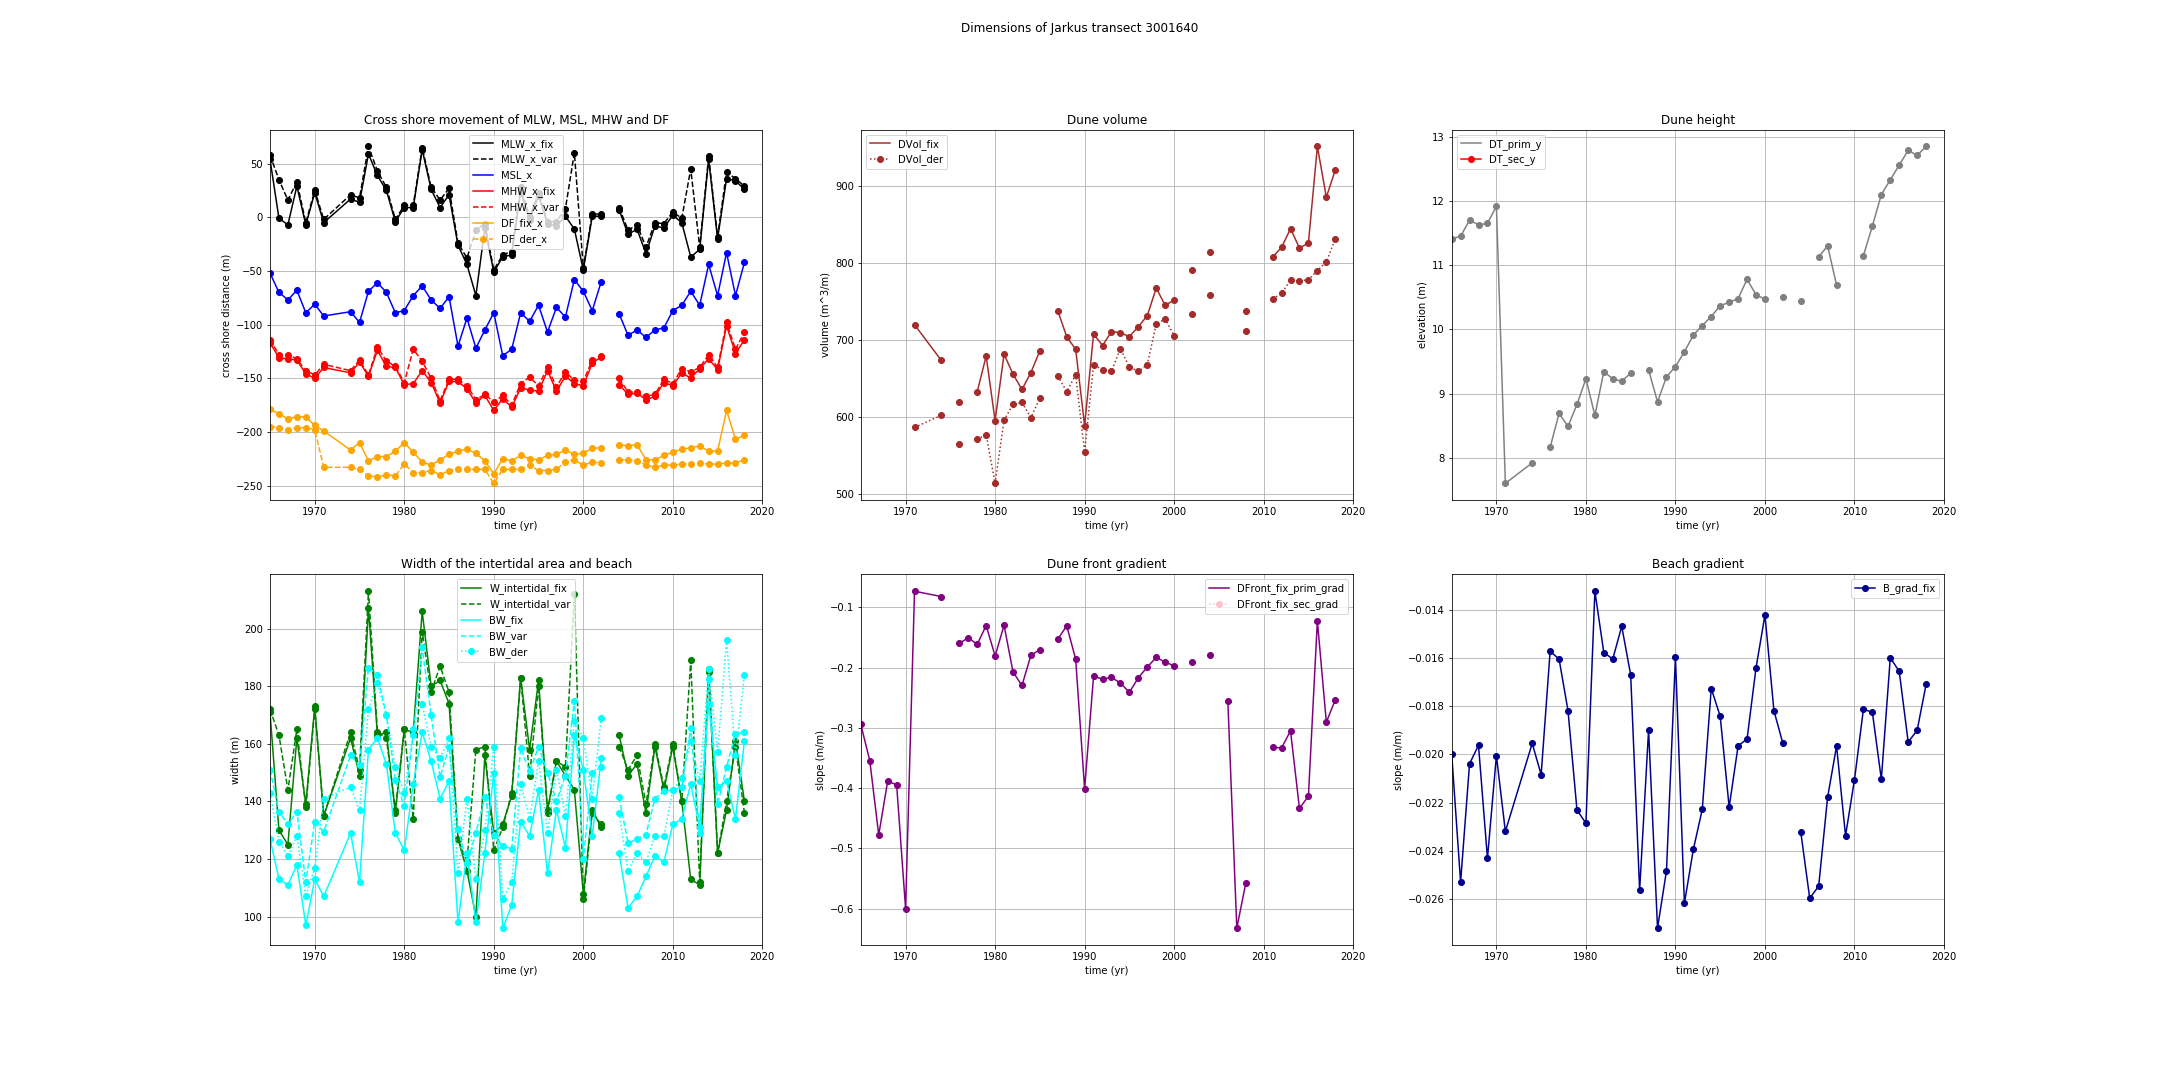 Dimensions of Jarkus transect 3001640
Cross shore movement of MLW, MSL, MHW and DF
MLW_x_fix
MLW_x_var
MSL_x
MHW_x_fix
MHW_x_var
DF_fix_x
DF_der_x
50
0
−50
−100
−150
−200
−250
cross shore distance (m)
1970 1980 1990 2000 2010 2020
time (yr)
Dune volume
DVol_fix
DVol_der
900
800
700
600
500
volume (m^3/m)
1970 1980 1990 2000 2010 2020
time (yr)
Dune height
DT_prim_y
DT_sec_y
13
12
11
10
9
8
elevation (m)
1970 1980 1990 2000 2010 2020
time (yr)
Width of the intertidal area and beach
W_intertidal_fix
W_intertidal_var
BW_fix
BW_var
BW_der
200
180
160
140
120
100
width (m)
1970 1980 1990 2000 2010 2020
time (yr)
Dune front gradient
DFront_fix_prim_grad
DFront_fix_sec_grad
−0.1
−0.2
−0.3
−0.4
−0.5
−0.6
slope (m/m)
1970 1980 1990 2000 2010 2020
time (yr)
Beach gradient
B_grad_fix
−0.014
−0.016
−0.018
−0.020
−0.022
−0.024
−0.026
slope (m/m)
1970 1980 1990 2000 2010 2020
time (yr)